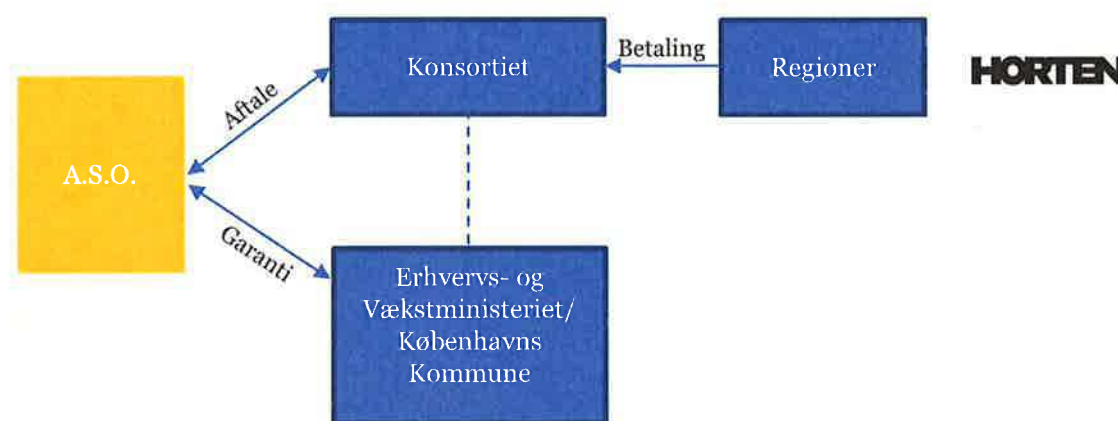 Konsortiet
Betaling
Regioner
HORTEN
Aftale
A.S.O.
Garanti
Erhvervs- og
Vækstministeriet/
Københavns
Kommune